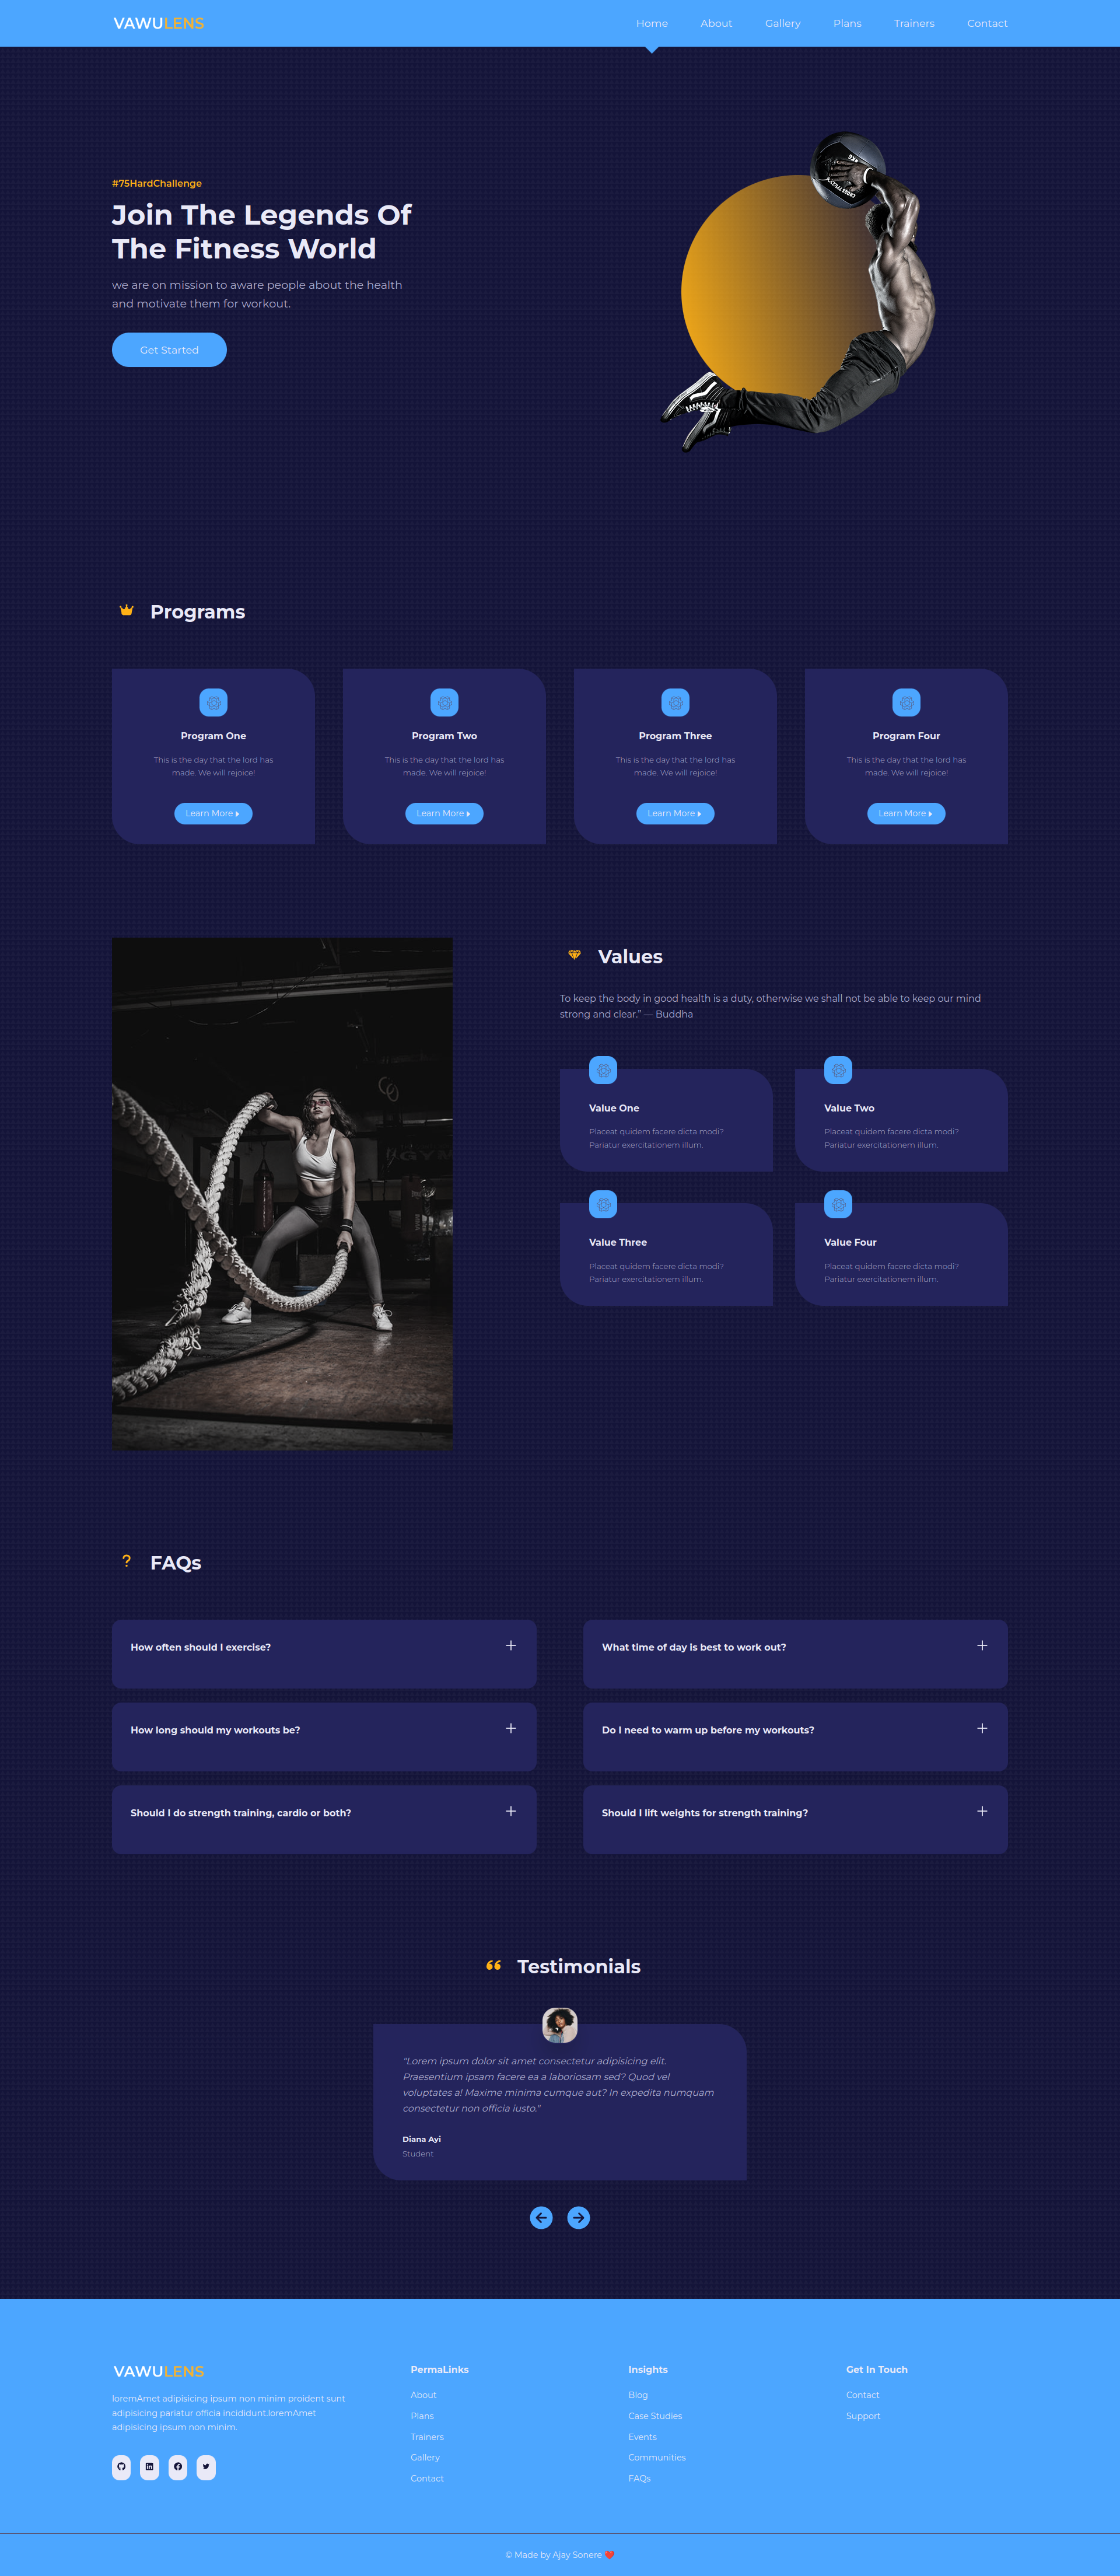 VAWULENS
Home About Gallery Plans Trainers Contact
#75HardChallenge
Join The Legends Of
The Fitness World
we are on mission to aware people about the health
and motivate them for workout.
Get Started
Programs
Program One
This is the day that the lord has
made. We will rejoice!
Learn More
Program Two
This is the day that the lord has
made. We will rejoice!
Learn More
Program Three
This is the day that the lord has
made. We will rejoice!
Learn More
Program Four
This is the day that the lord has
made. We will rejoice!
Learn More
Values
To keep the body in good health is a duty, otherwise we shall not be able to keep our mind
strong and clear.” — Buddha
Value One
Placeat quidem facere dicta modi?
Pariatur exercitationem illum.
Value Two
Placeat quidem facere dicta modi?
Pariatur exercitationem illum.
Value Three
Placeat quidem facere dicta modi?
Pariatur exercitationem illum.
Value Four
Placeat quidem facere dicta modi?
Pariatur exercitationem illum.
FAQs
How often should I exercise?
What time of day is best to work out?
How long should my workouts be?
Do I need to warm up before my workouts?
Should I do strength training, cardio or both?
Should I lift weights for strength training?
Testimonials
"Lorem ipsum dolor sit amet consectetur adipisicing elit.
Praesentium ipsam facere ea a laboriosam sed? Quod vel
voluptates a! Maxime minima cumque aut? In expedita numquam
consectetur non officia iusto."
Diana Ayi
Student
VAWULENS
loremAmet adipisicing ipsum non minim proident sunt
adipisicing pariatur officia incididunt.loremAmet
adipisicing ipsum non minim.
PermaLinks
About
Plans
Trainers
Gallery
Contact
Insights
Blog
Case Studies
Events
Communities
FAQs
Get In Touch
Contact
Support
© Made by Ajay Sonere ❤️